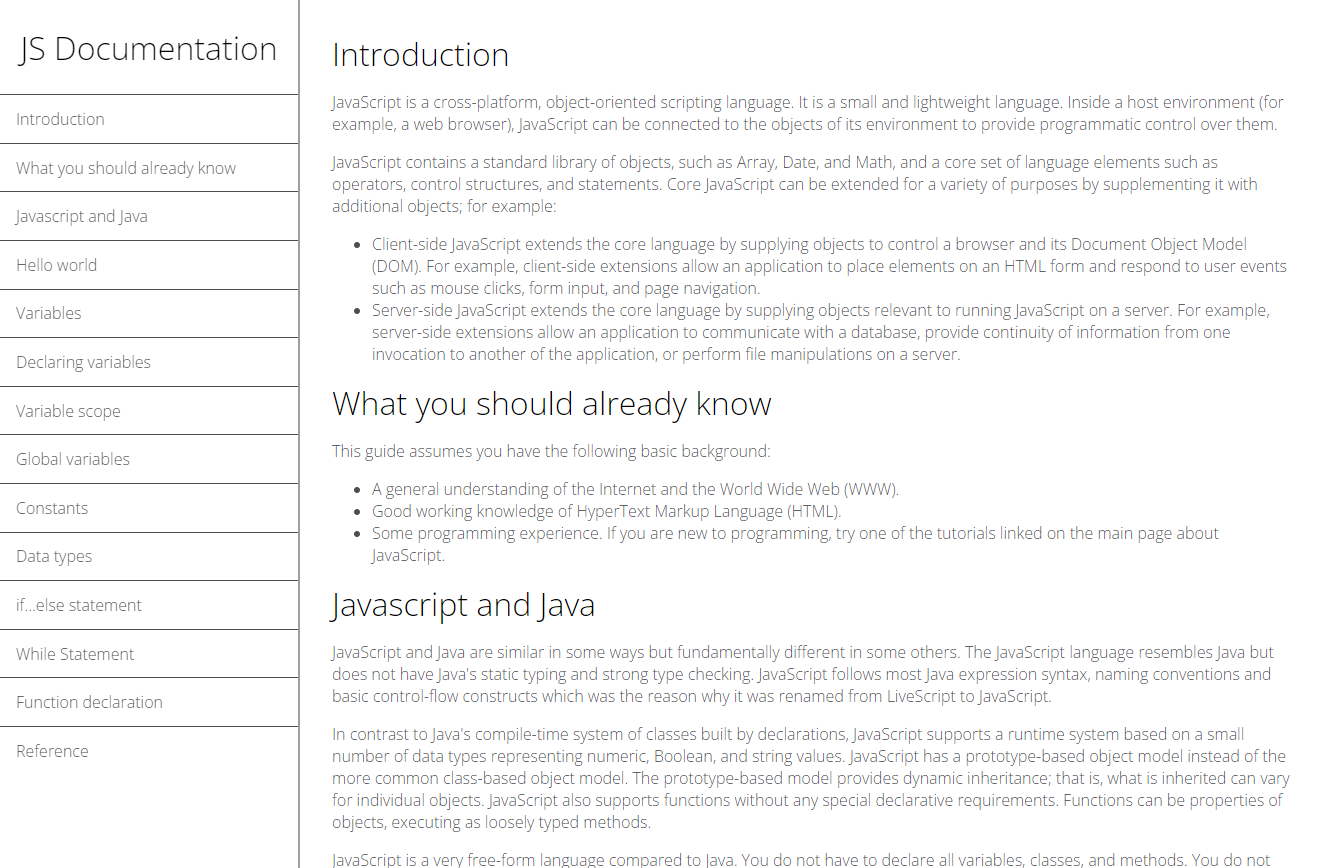 JS Documentation
Introduction
What you should already know
Javascript and Java
Hello world
Variables
Declaring variables
Variable scope
Global variables
Constants
Data types
if...else statement
While Statement
Function declaration
Reference
Introduction
JavaScript is a cross-platform, object-oriented scripting language. It is a small and lightweight language. Inside a host environment (for
example, a web browser), JavaScript can be connected to the objects of its environment to provide programmatic control over them.
JavaScript contains a standard library of objects, such as Array, Date, and Math, and a core set of language elements such as
operators, control structures, and statements. Core JavaScript can be extended for a variety of purposes by supplementing it with
additional objects; for example:
• Client-side JavaScript extends the core language by supplying objects to control a browser and its Document Object Model
(DOM). For example, client-side extensions allow an application to place elements on an HTML form and respond to user events
such as mouse clicks, form input, and page navigation.
• Server-side JavaScript extends the core language by supplying objects relevant to running JavaScript on a server. For example,
server-side extensions allow an application to communicate with a database, provide continuity of information from one
invocation to another of the application, or perform file manipulations on a server.
What you should already know
This guide assumes you have the following basic background:
• A general understanding of the Internet and the World Wide Web (WWW).
• Good working knowledge of HyperText Markup Language (HTML).
• Some programming experience. If you are new to programming, try one of the tutorials linked on the main page about
JavaScript.
Javascript and Java
JavaScript and Java are similar in some ways but fundamentally different in some others. The JavaScript language resembles Java but
does not have Java's static typing and strong type checking. JavaScript follows most Java expression syntax, naming conventions and
basic control-flow constructs which was the reason why it was renamed from LiveScript to JavaScript.
In contrast to Java's compile-time system of classes built by declarations, JavaScript supports a runtime system based on a small
number of data types representing numeric, Boolean, and string values. JavaScript has a prototype-based object model instead of the
more common class-based object model. The prototype-based model provides dynamic inheritance; that is, what is inherited can vary
for individual objects. JavaScript also supports functions without any special declarative requirements. Functions can be properties of
objects, executing as loosely typed methods.
JavaScript is a very free-form language compared to Java. You do not have to declare all variables, classes, and methods. You do not